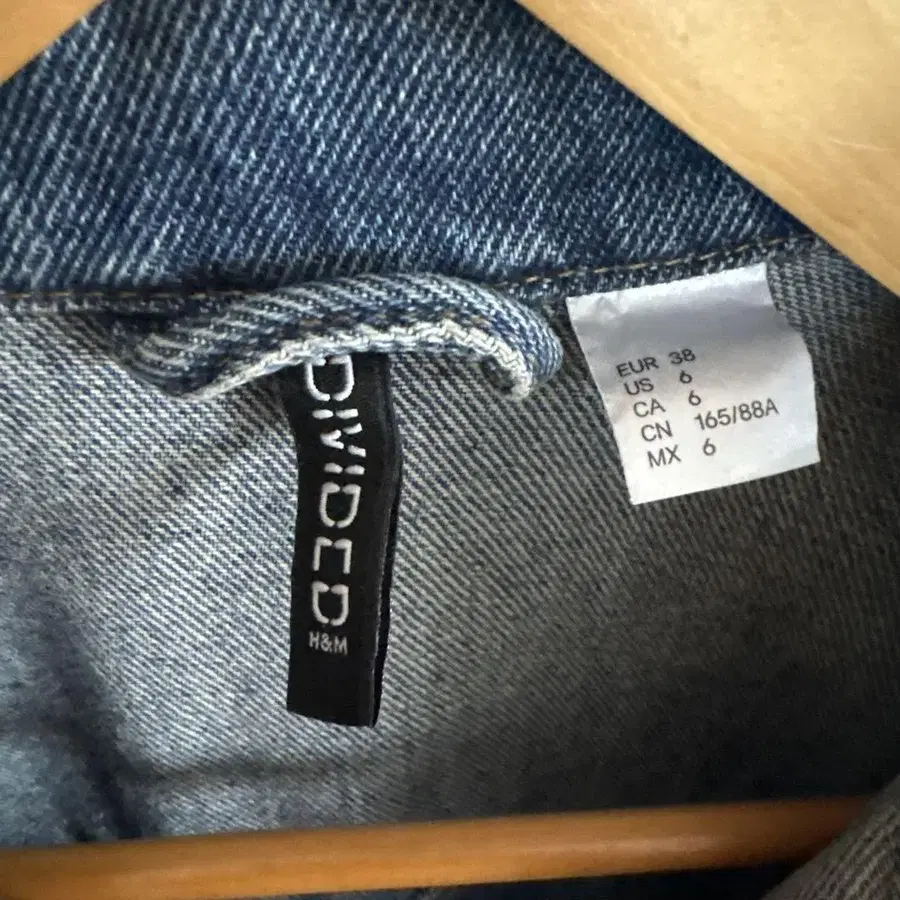 DIVIDED
H&M
EUR 38
US 6
CA 6
CN 165/88A
MX 6